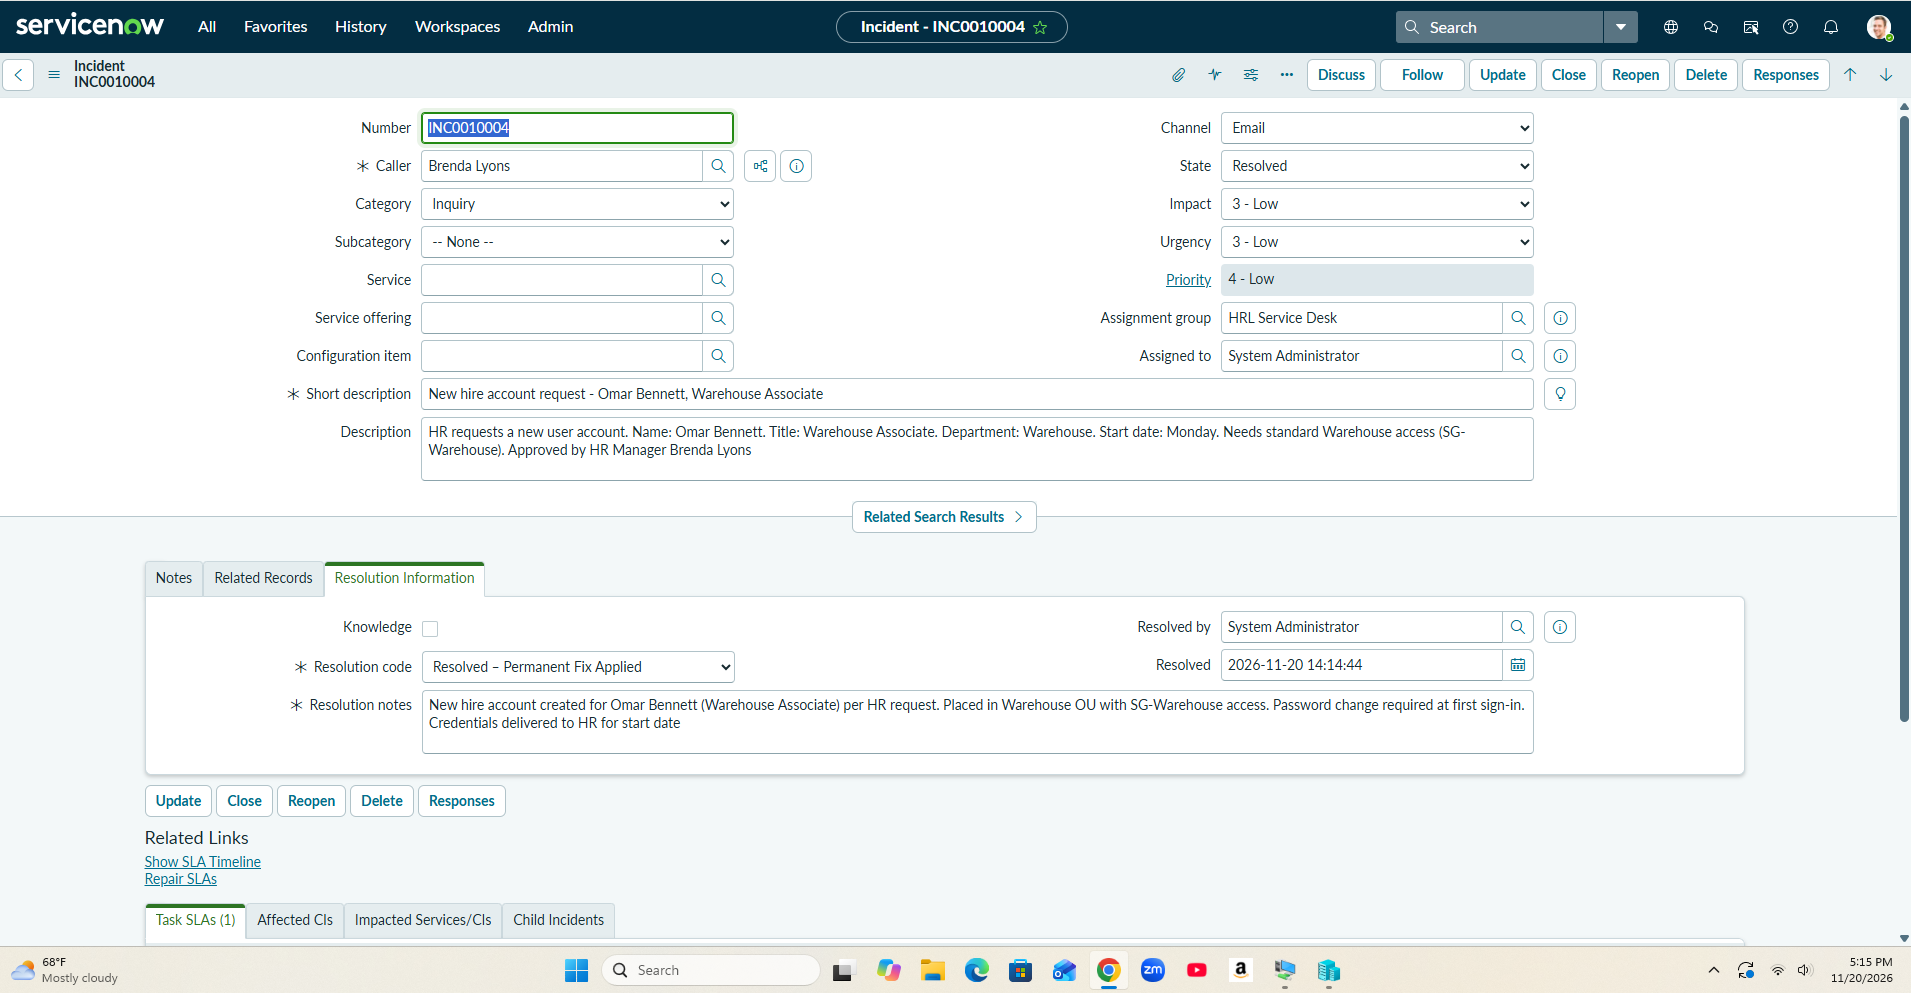 servicenow All Favorites History Workspaces Admin Incident - INC0010004 Search
Incident
INC0010004
Discuss Follow Update Close Reopen Delete Responses
Number INC0010004 Channel Email
Caller Brenda Lyons State Resolved
Category Inquiry Impact 3 - Low
Subcategory -- None -- Urgency 3 - Low
Service Priority 4 - Low
Service offering Assignment group HRL Service Desk
Configuration item Assigned to System Administrator
Short description New hire account request - Omar Bennett, Warehouse Associate
Description HR requests a new user account. Name: Omar Bennett. Title: Warehouse Associate. Department: Warehouse. Start date: Monday. Needs standard Warehouse access (SG-
Warehouse). Approved by HR Manager Brenda Lyons
Related Search Results
Notes Related Records Resolution Information
Knowledge Resolved by System Administrator
Resolution code Resolved – Permanent Fix Applied Resolved 2026-11-20 14:14:44
Resolution notes New hire account created for Omar Bennett (Warehouse Associate) per HR request. Placed in Warehouse OU with SG-Warehouse access. Password change required at first sign-in.
Credentials delivered to HR for start date
Update Close Reopen Delete Responses
Related Links
Show SLA Timeline
Repair SLAs
Task SLAs (1) Affected CIs Impacted Services/CIs Child Incidents
68°F
Mostly cloudy
Search
zm
a
5:15 PM
11/20/2026